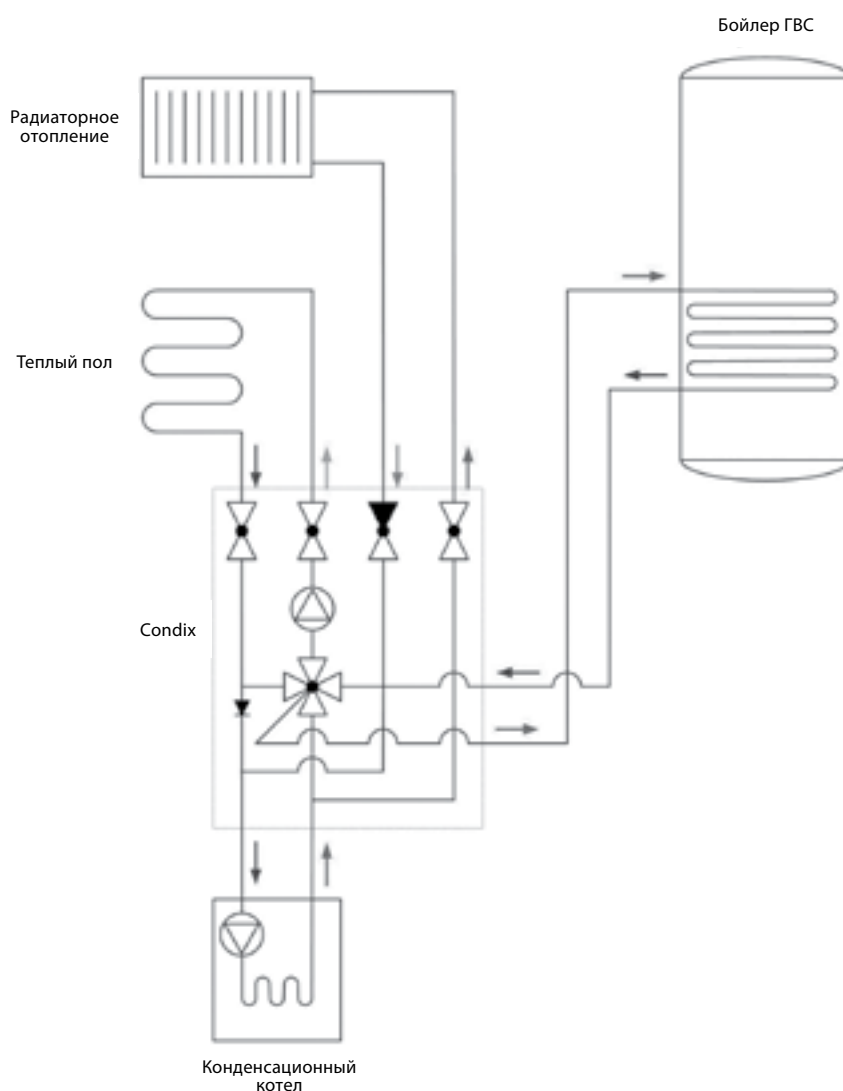 Бойлер ГВС
Радиаторное
отопление
Теплый пол
Condix
Конденсационный
котел